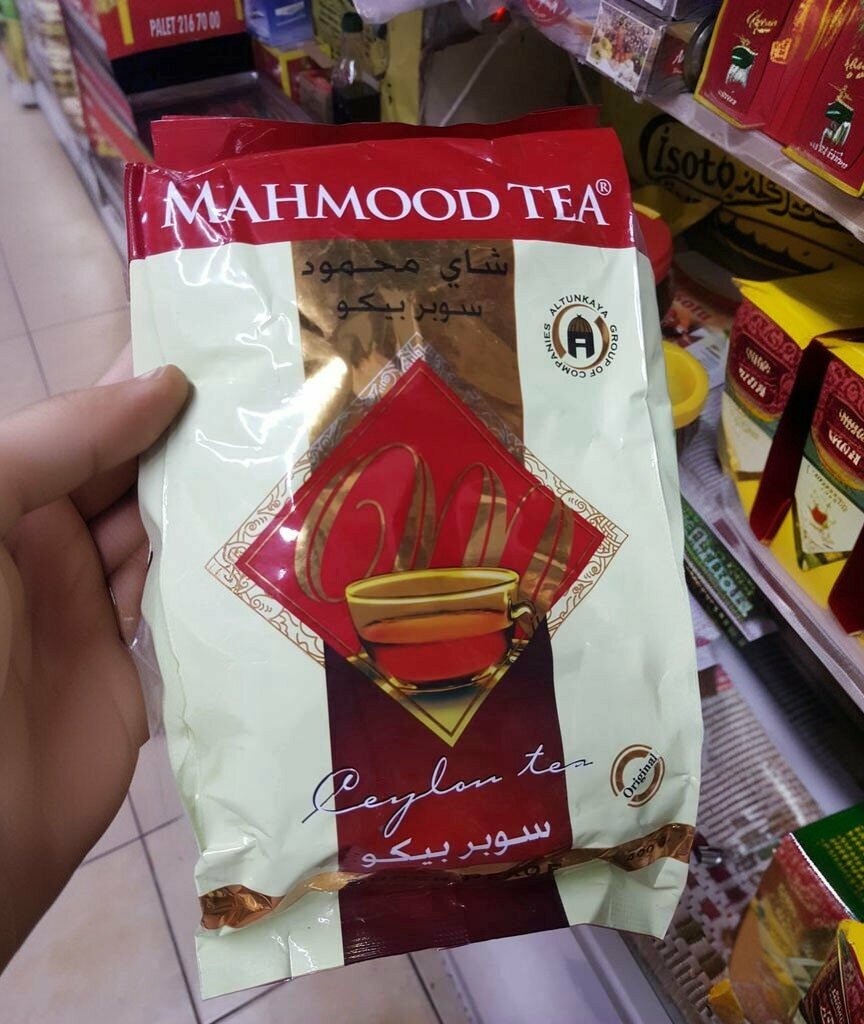 PALET 216 70 00
MAHMOOD TEA®
شاي محمود
سوبر بيكو
ALTUNKAYA GROUP OF COMPANIES
Ceylon tea
Original
سوبر بيكو
isoto